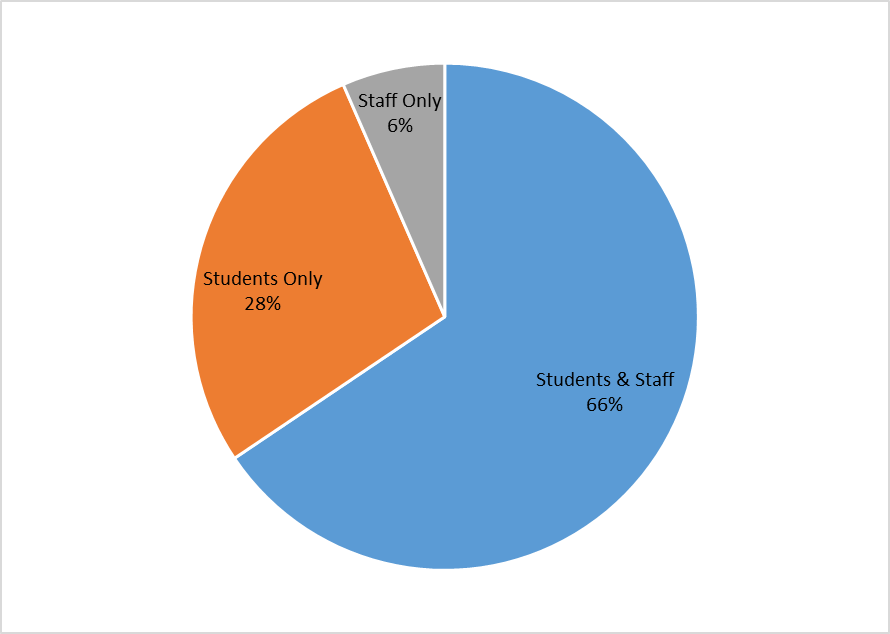 Staff Only
6%
Students Only
28%
Students & Staff
66%